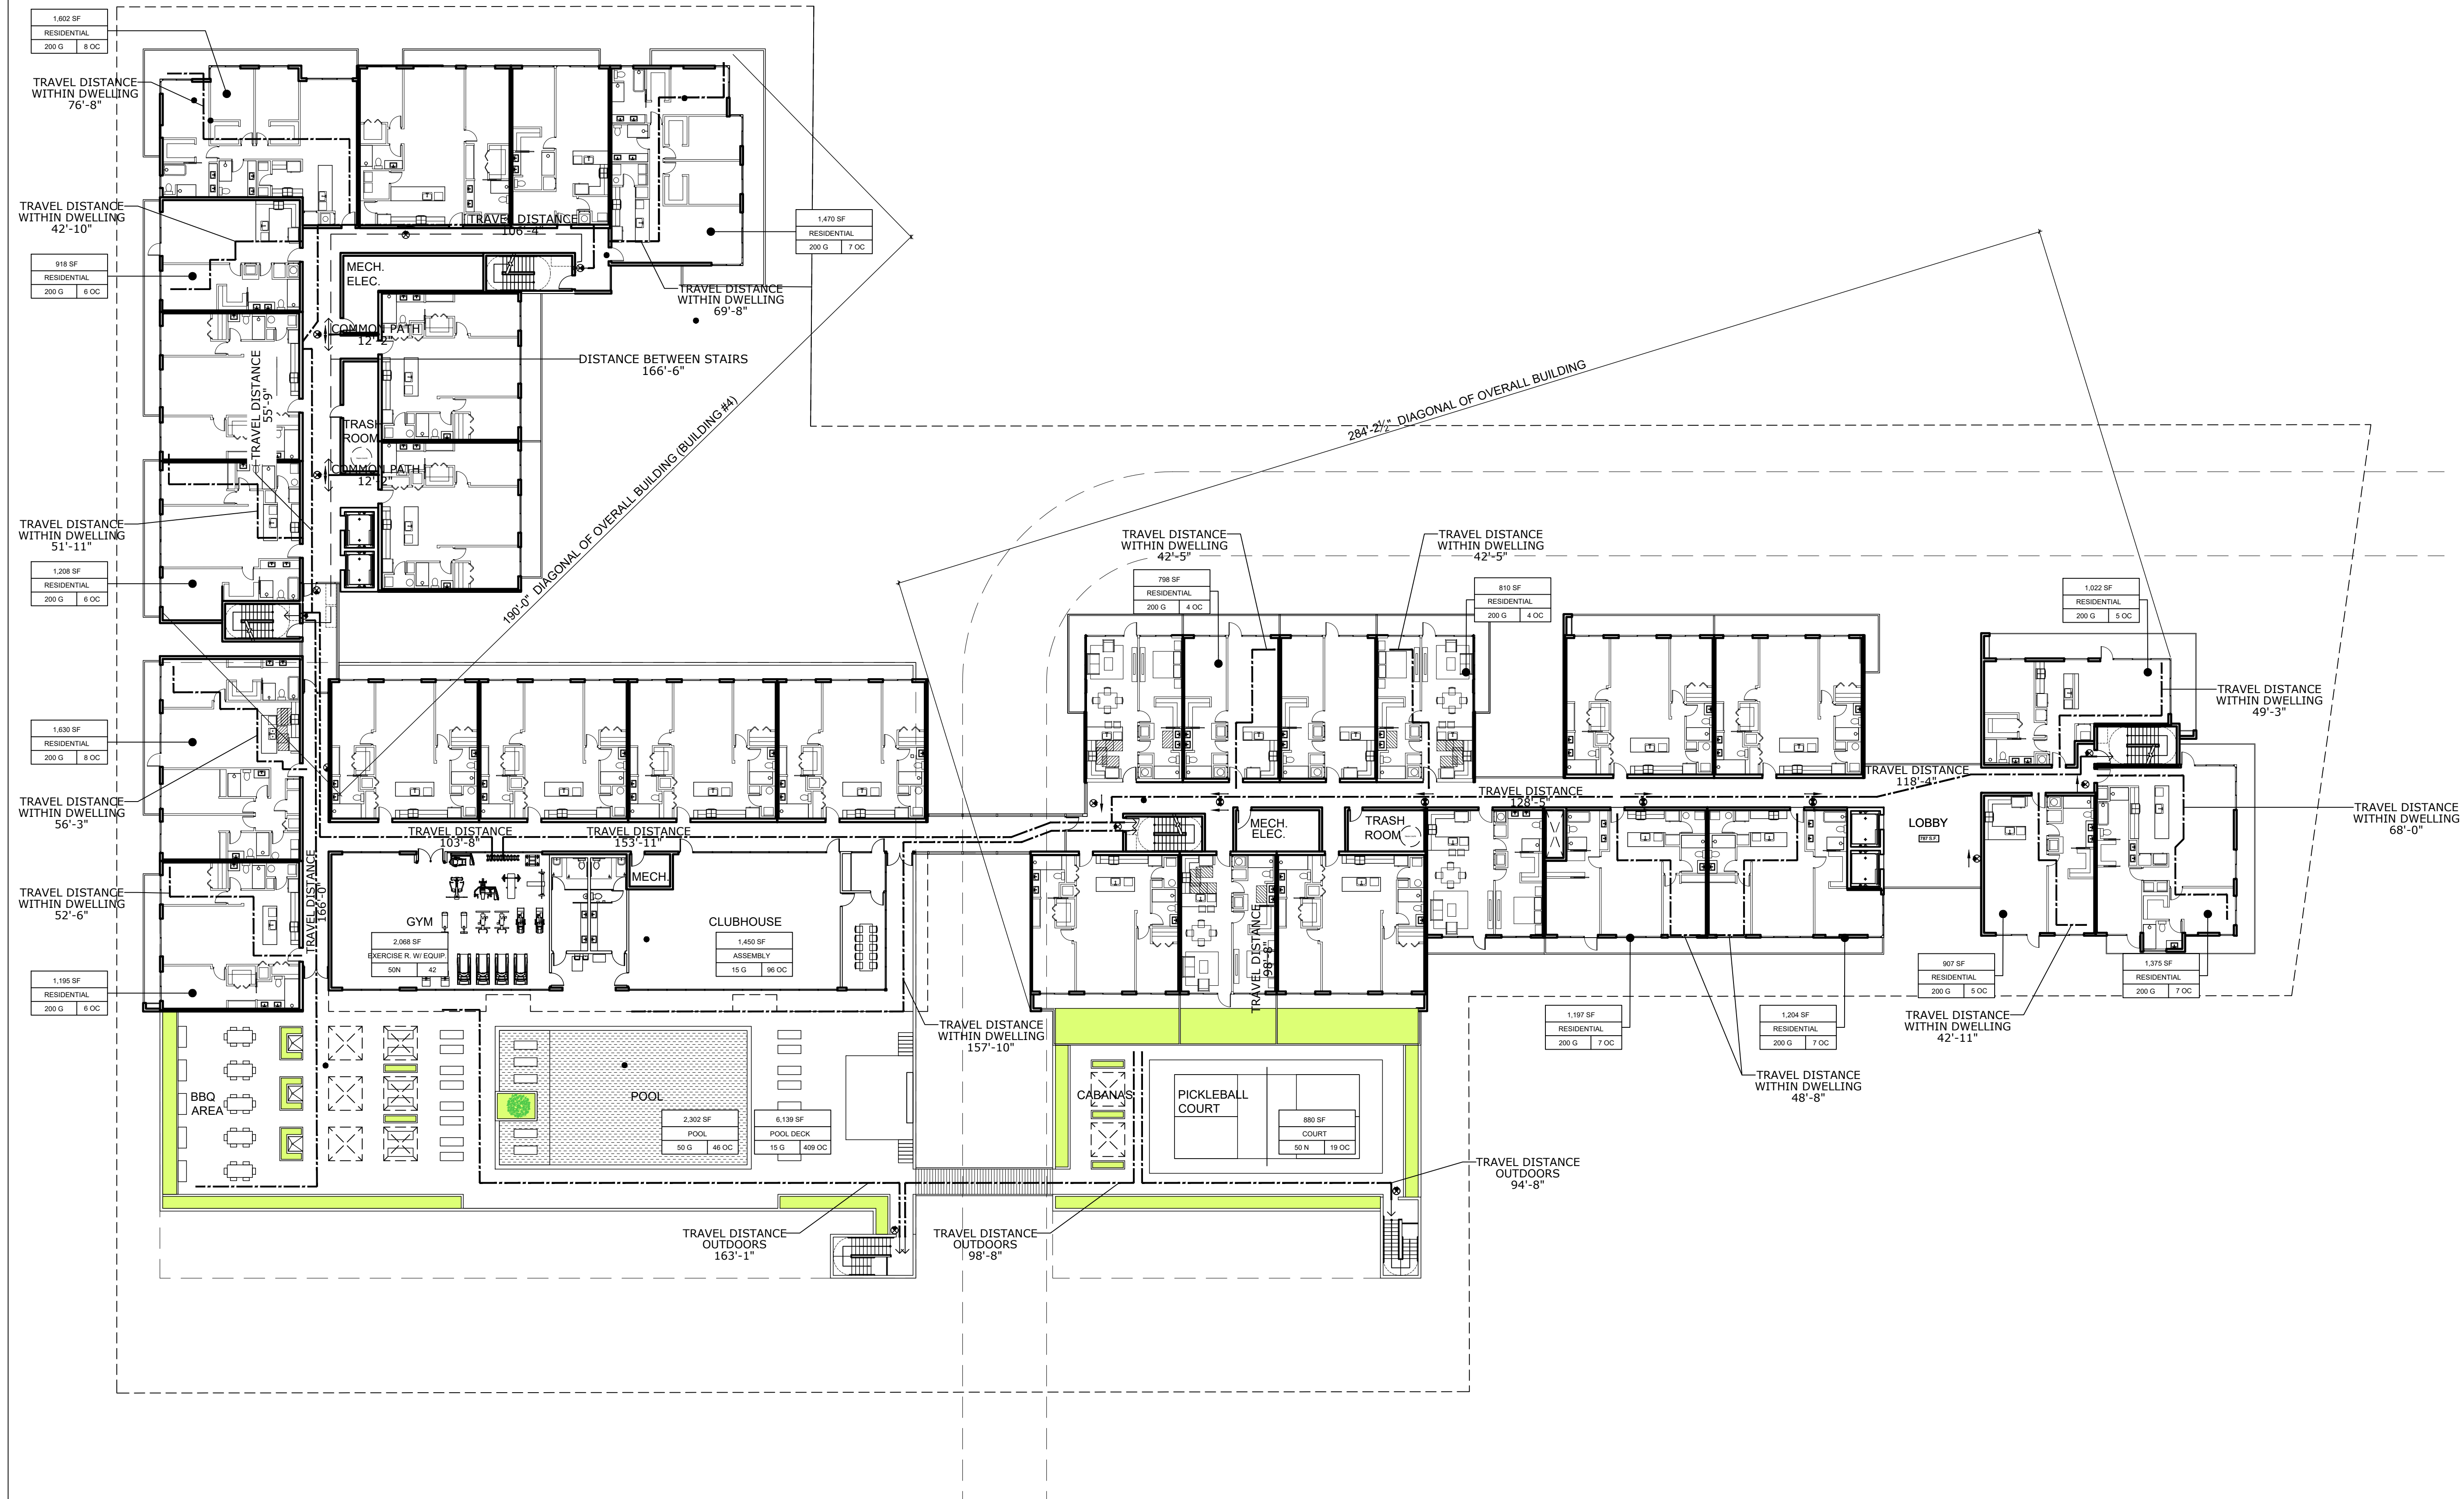 1,602 SF
RESIDENTIAL
200 G 8 OC
TRAVEL DISTANCE
WITHIN DWELLING
76'-8"
TRAVEL DISTANCE
WITHIN DWELLING
42'-10"
918 SF
RESIDENTIAL
200 G 6 OC
TRAVEL DISTANCE
106'-4"
MECH.
ELEC.
1,470 SF
RESIDENTIAL
200 G 7 OC
TRAVEL DISTANCE
WITHIN DWELLING
69'-8"
COMMON PATH
12'-2"
DISTANCE BETWEEN STAIRS
166'-6"
TRAVEL DISTANCE
55'-9"
TRASH
ROOM
COMMON PATH
12'-2"
190'-0" DIAGONAL OF OVERALL BUILDING (BUILDING #4)
284'-2½" DIAGONAL OF OVERALL BUILDING
TRAVEL DISTANCE
WITHIN DWELLING
51'-11"
1,208 SF
RESIDENTIAL
200 G 6 OC
TRAVEL DISTANCE
WITHIN DWELLING
42'-5"
798 SF
RESIDENTIAL
200 G 4 OC
TRAVEL DISTANCE
WITHIN DWELLING
42'-5"
810 SF
RESIDENTIAL
200 G 4 OC
1,022 SF
RESIDENTIAL
200 G 5 OC
TRAVEL DISTANCE
WITHIN DWELLING
49'-3"
1,630 SF
RESIDENTIAL
200 G 8 OC
TRAVEL DISTANCE
WITHIN DWELLING
56'-3"
TRAVEL DISTANCE
118'-4"
TRAVEL DISTANCE
128'-5"
TRAVEL DISTANCE
WITHIN DWELLING
68'-0"
TRAVEL DISTANCE
103'-8"
TRAVEL DISTANCE
153'-11"
MECH.
ELEC.
TRASH
ROOM
LOBBY
787 S.F.
MECH.
TRAVEL DISTANCE
WITHIN DWELLING
52'-6"
TRAVEL DISTANCE
166'-0"
GYM
2,068 SF
EXERCISE R. W/ EQUIP.
50N 42
CLUBHOUSE
1,450 SF
ASSEMBLY
15 G 96 OC
TRAVEL DISTANCE
98'-8"
1,195 SF
RESIDENTIAL
200 G 6 OC
907 SF
RESIDENTIAL
200 G 5 OC
1,375 SF
RESIDENTIAL
200 G 7 OC
TRAVEL DISTANCE
WITHIN DWELLING
157'-10"
1,197 SF
RESIDENTIAL
200 G 7 OC
1,204 SF
RESIDENTIAL
200 G 7 OC
TRAVEL DISTANCE
WITHIN DWELLING
42'-11"
TRAVEL DISTANCE
WITHIN DWELLING
48'-8"
BBQ
AREA
POOL
2,302 SF
POOL
50 G 46 OC
6,139 SF
POOL DECK
15 G 409 OC
CABANAS
PICKLEBALL
COURT
880 SF
COURT
50 N 19 OC
TRAVEL DISTANCE
OUTDOORS
94'-8"
TRAVEL DISTANCE
OUTDOORS
163'-1"
TRAVEL DISTANCE
OUTDOORS
98'-8"